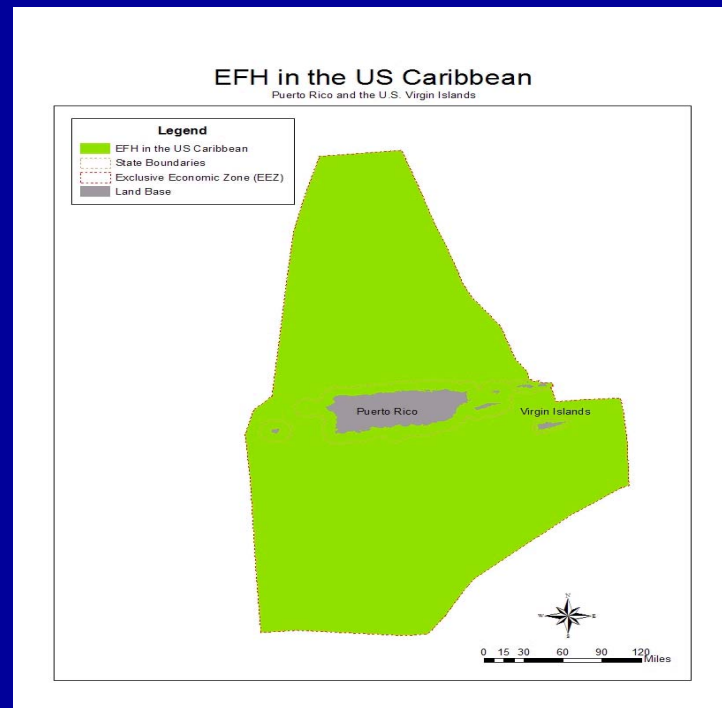 EFH in the US Caribbean
Puerto Rico and the U.S. Virgin Islands
Legend
EFH in the US Caribbean
State Boundaries
Exclusive Economic Zone (EEZ)
Land Base
Puerto Rico
Virgin Islands
N
W E
S
0 15 30 60 90 120
Miles